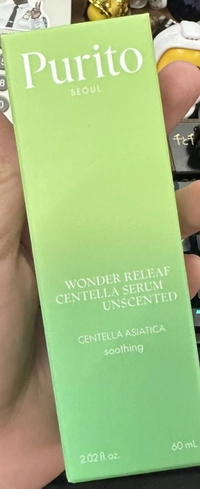 Purito
SEOUL
WONDER RELEAF
CENTELLA SERUM
UNSCENTED
CENTELLA ASIATICA
soothing
2.02 fl. oz.
60 mL